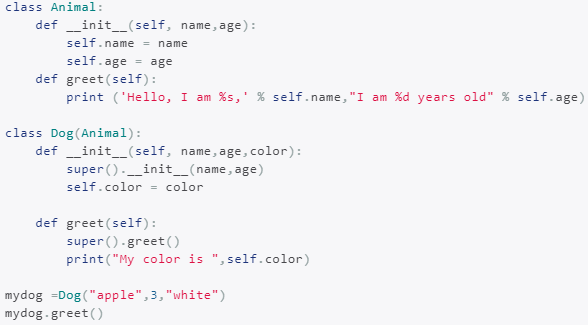 class Animal:
    def __init__(self, name,age):
        self.name = name
        self.age = age
    def greet(self):
        print ('Hello, I am %s,' % self.name,"I am %d years old" % self.age)

class Dog(Animal):
    def __init__(self, name,age,color):
        super().__init__(name,age)
        self.color = color

    def greet(self):
        super().greet()
        print("My color is ",self.color)

mydog =Dog("apple",3,"white")
mydog.greet()